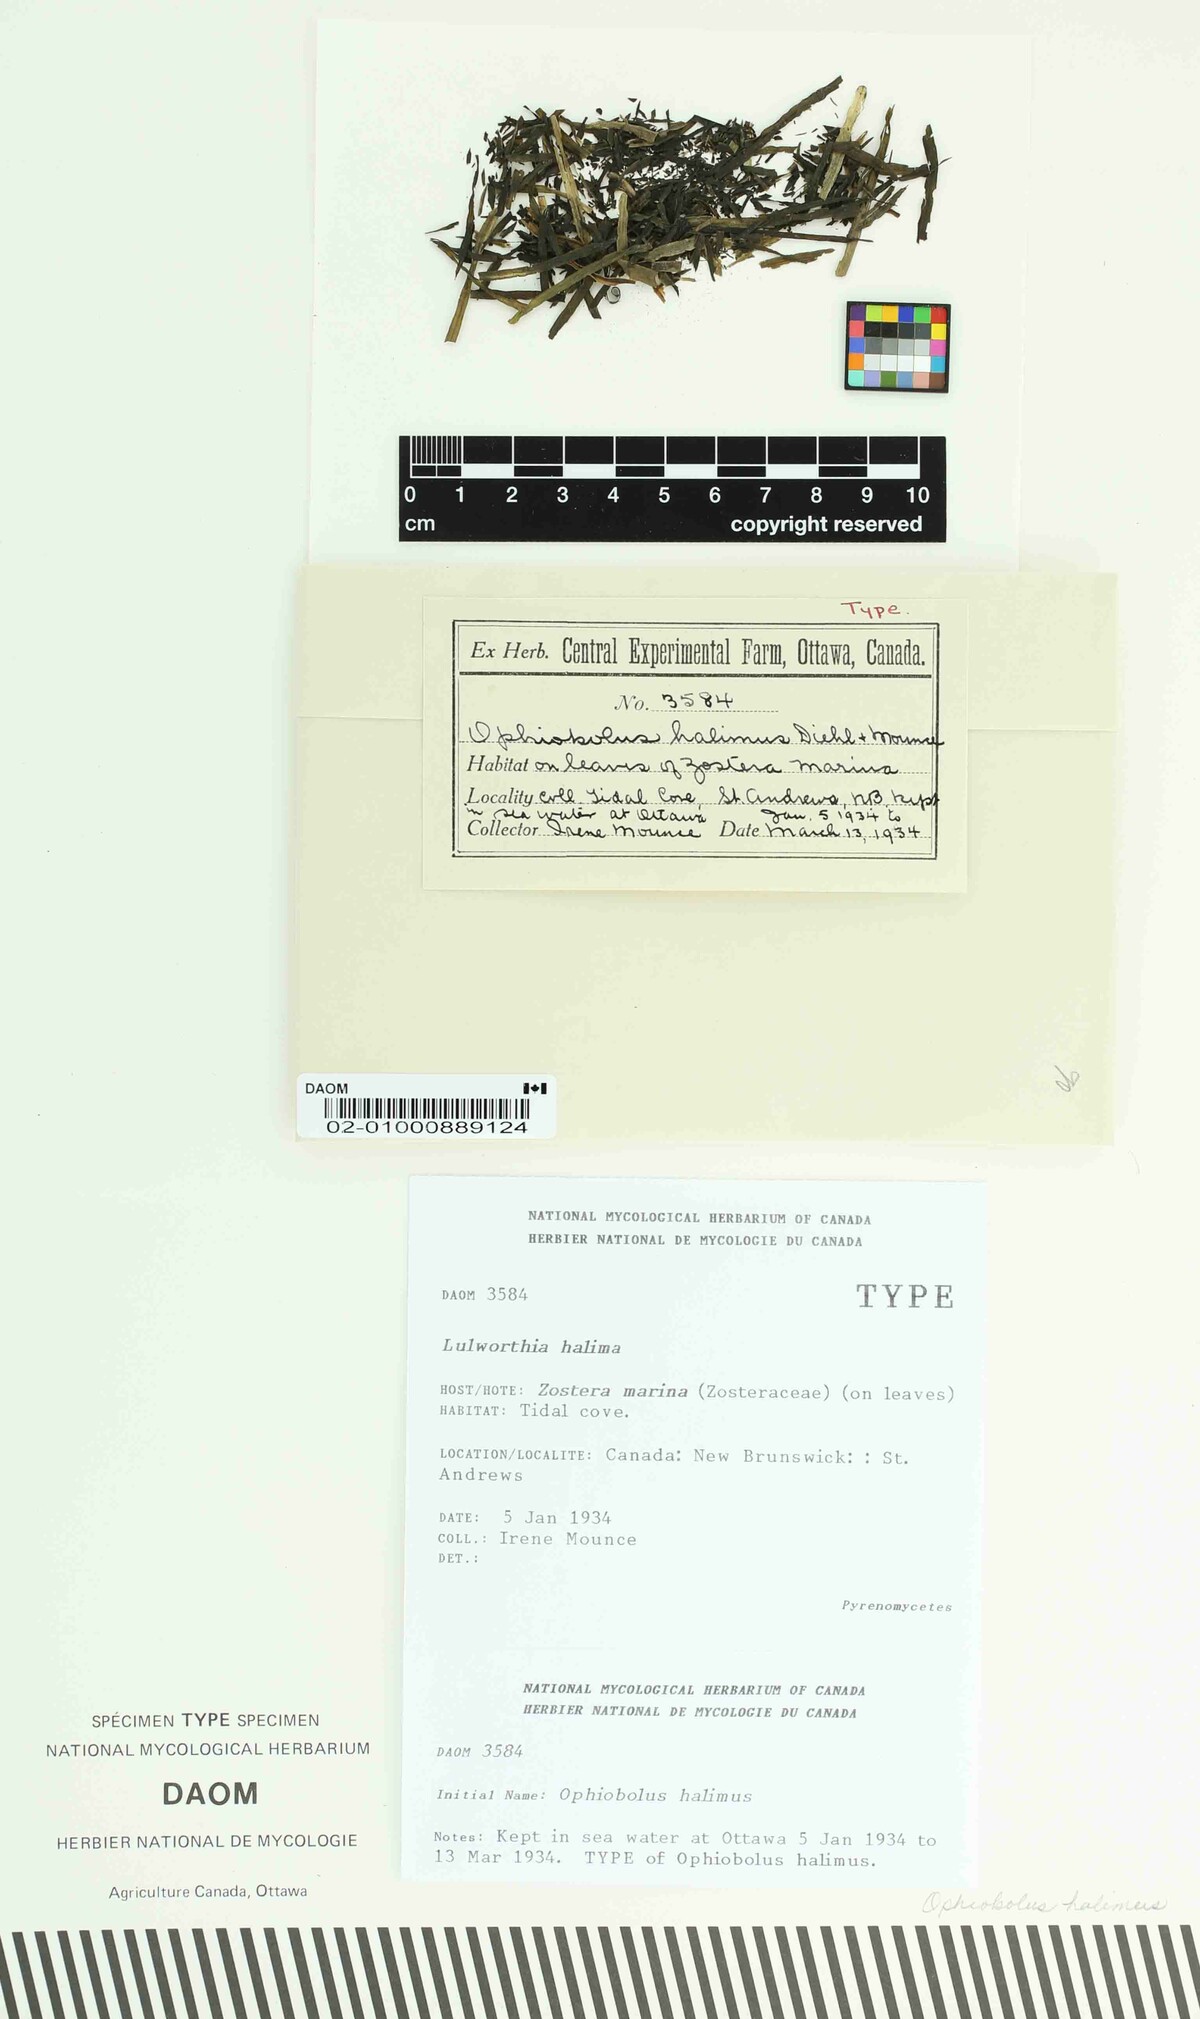 0 1 2 3 4 5 6 7 8 9 10
cm copyright reserved
Type.
Ex Herb. Central Experimental Farm, Ottawa, Canada.
No. 3584
Ophiobolus halimus Diehl + Mounce
Habitat on leaves of Zostera marina
Locality Coll. Tidal Cove, St. Andrews, N.B. Kept
in sea water at Ottawa Jan. 5 1934 to
Collector Irene Mounce Date March 13, 1934
DAOM
02-01000889124
NATIONAL MYCOLOGICAL HERBARIUM OF CANADA
HERBIER NATIONAL DE MYCOLOGIE DU CANADA
DAOM 3584 TYPE
Lulworthia halima
HOST/HOTE: Zostera marina (Zosteraceae) (on leaves)
HABITAT: Tidal cove.
LOCATION/LOCALITE: Canada: New Brunswick: : St.
Andrews
DATE: 5 Jan 1934
COLL.: Irene Mounce
DET.:
Pyrenomycetes
NATIONAL MYCOLOGICAL HERBARIUM OF CANADA
HERBIER NATIONAL DE MYCOLOGIE DU CANADA
DAOM 3584
Initial Name: Ophiobolus halimus
Notes: Kept in sea water at Ottawa 5 Jan 1934 to
13 Mar 1934. TYPE of Ophiobolus halimus.
SPÉCIMEN TYPE SPECIMEN
NATIONAL MYCOLOGICAL HERBARIUM
DAOM
HERBIER NATIONAL DE MYCOLOGIE
Agriculture Canada, Ottawa
Ophiobolus halimus